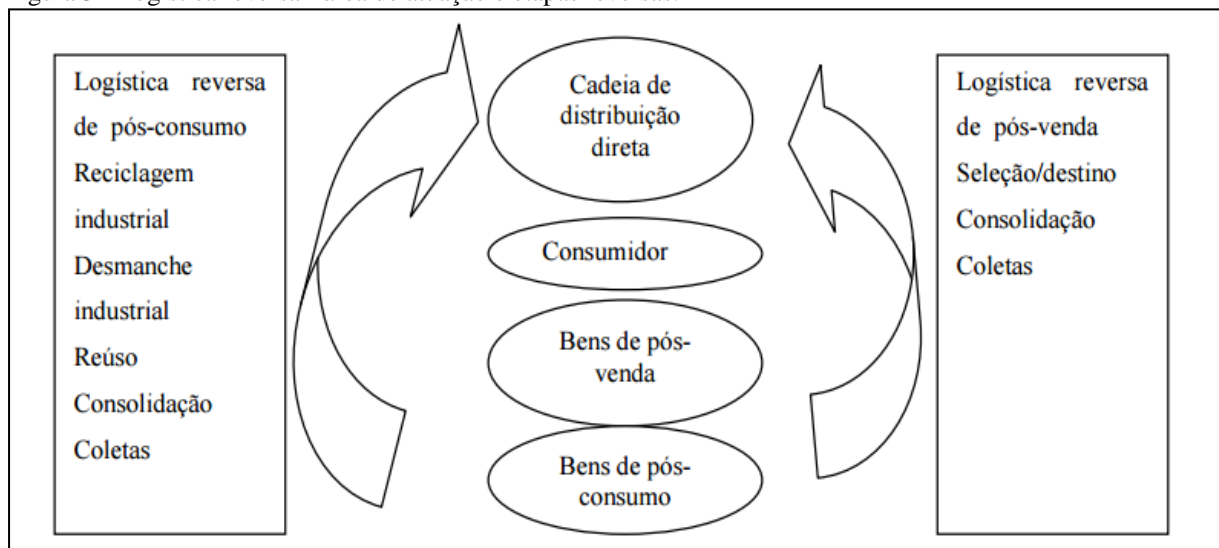 Logística reversa
de pós-consumo
Reciclagem
industrial
Desmanche
industrial
Reúso
Consolidação
Coletas
Cadeia de
distribuição
direta
Consumidor
Bens de pós-
venda
Bens de pós-
consumo
Logística reversa
de pós-venda
Seleção/destino
Consolidação
Coletas